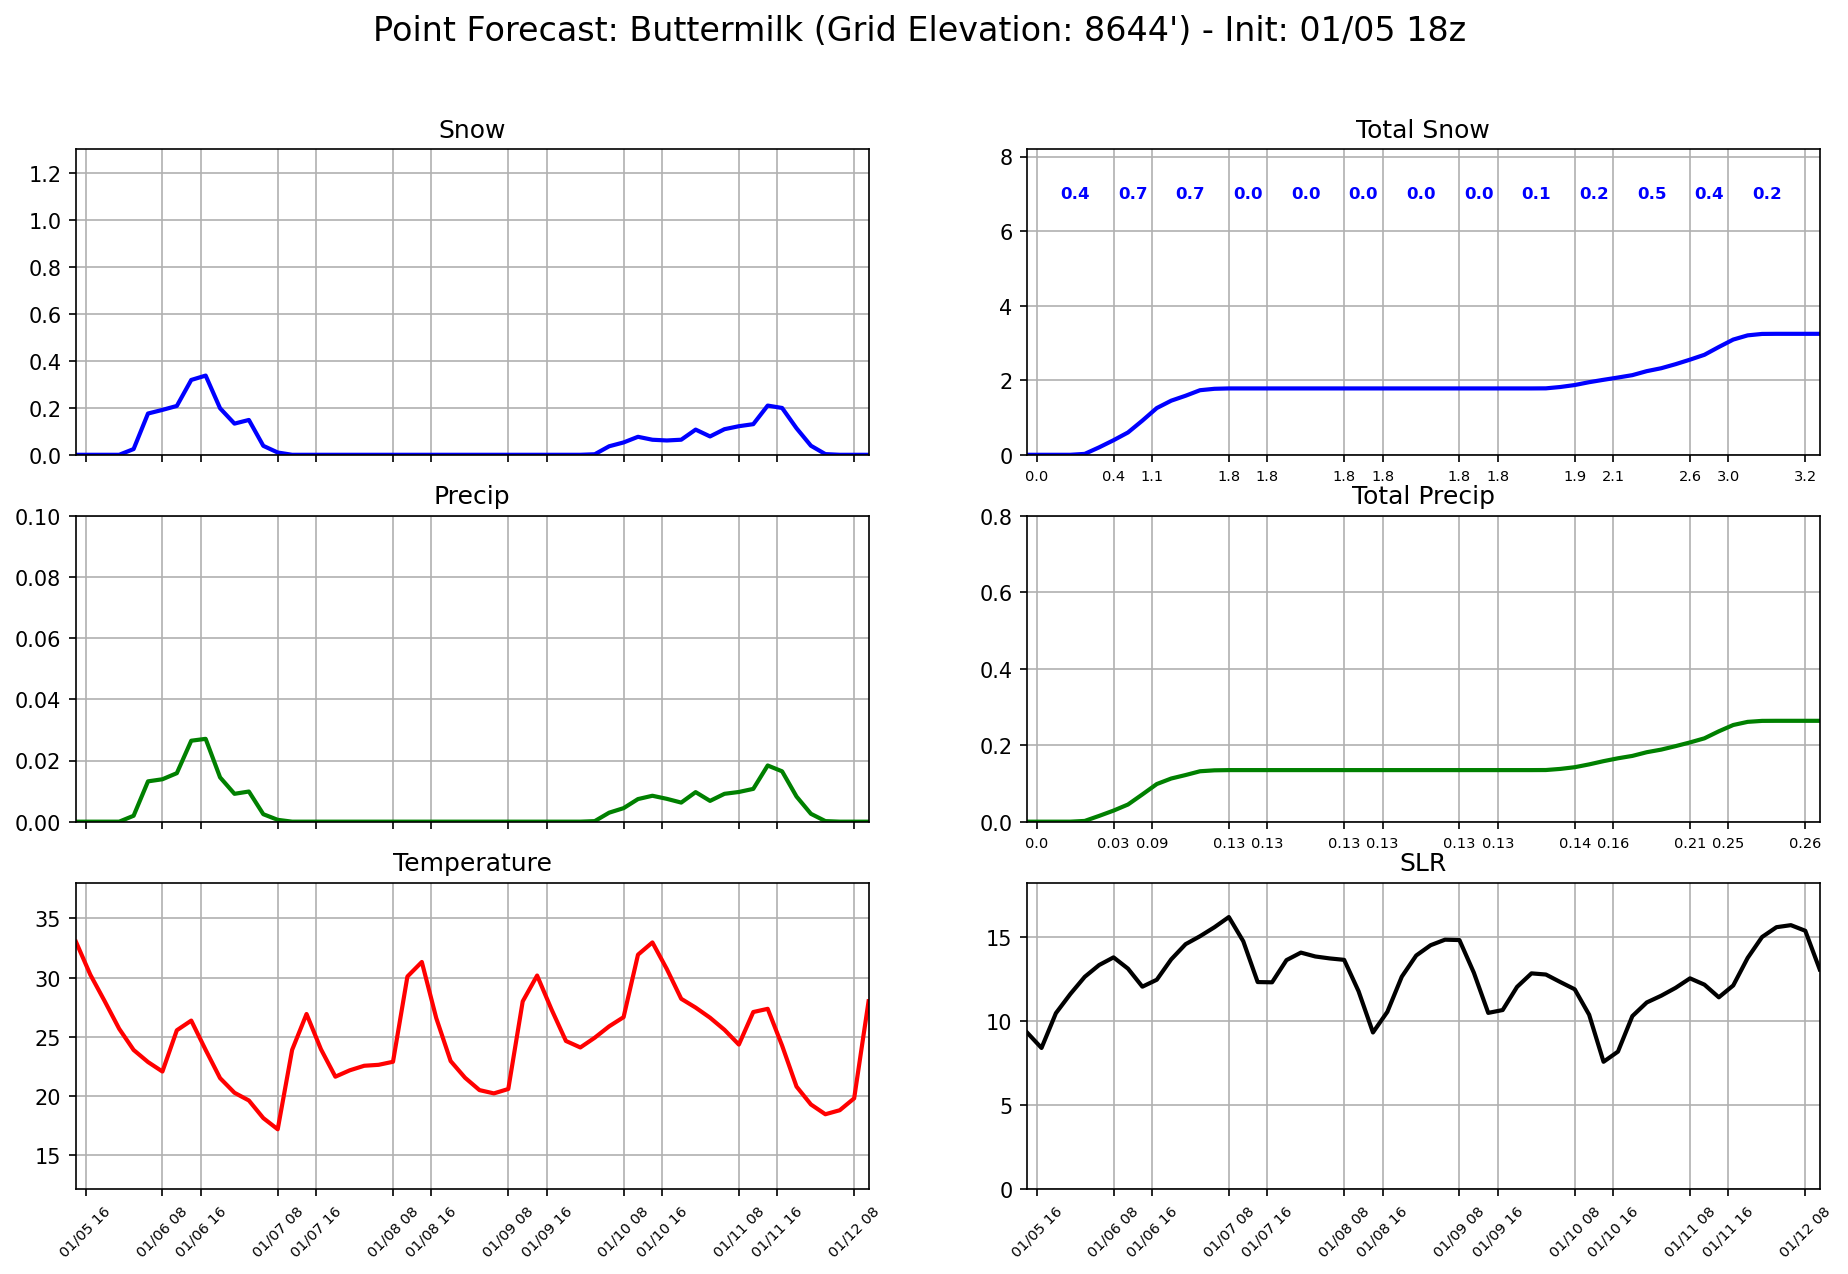 Point Forecast: Buttermilk (Grid Elevation: 8644') - Init: 01/05 18z
Snow
1.2
1.0
0.8
0.6
0.4
0.2
0.0
Total Snow
8
6
4
2
0
0.4 0.7 0.7 0.0 0.0 0.0 0.0 0.0 0.1 0.2 0.5 0.4 0.2
0.0 0.4 1.1 1.8 1.8 1.8 1.8 1.8 1.8 1.9 2.1 2.6 3.0 3.2
Precip
0.10
0.08
0.06
0.04
0.02
0.00
Total Precip
0.8
0.6
0.4
0.2
0.0
0.0 0.03 0.09 0.13 0.13 0.13 0.13 0.13 0.13 0.14 0.16 0.21 0.25 0.26
Temperature
35
30
25
20
15
01/05 16 01/06 08 01/06 16 01/07 08 01/07 16 01/08 08 01/08 16 01/09 08 01/09 16 01/10 08 01/10 16 01/11 08 01/11 16 01/12 08
SLR
15
10
5
0
01/05 16 01/06 08 01/06 16 01/07 08 01/07 16 01/08 08 01/08 16 01/09 08 01/09 16 01/10 08 01/10 16 01/11 08 01/11 16 01/12 08